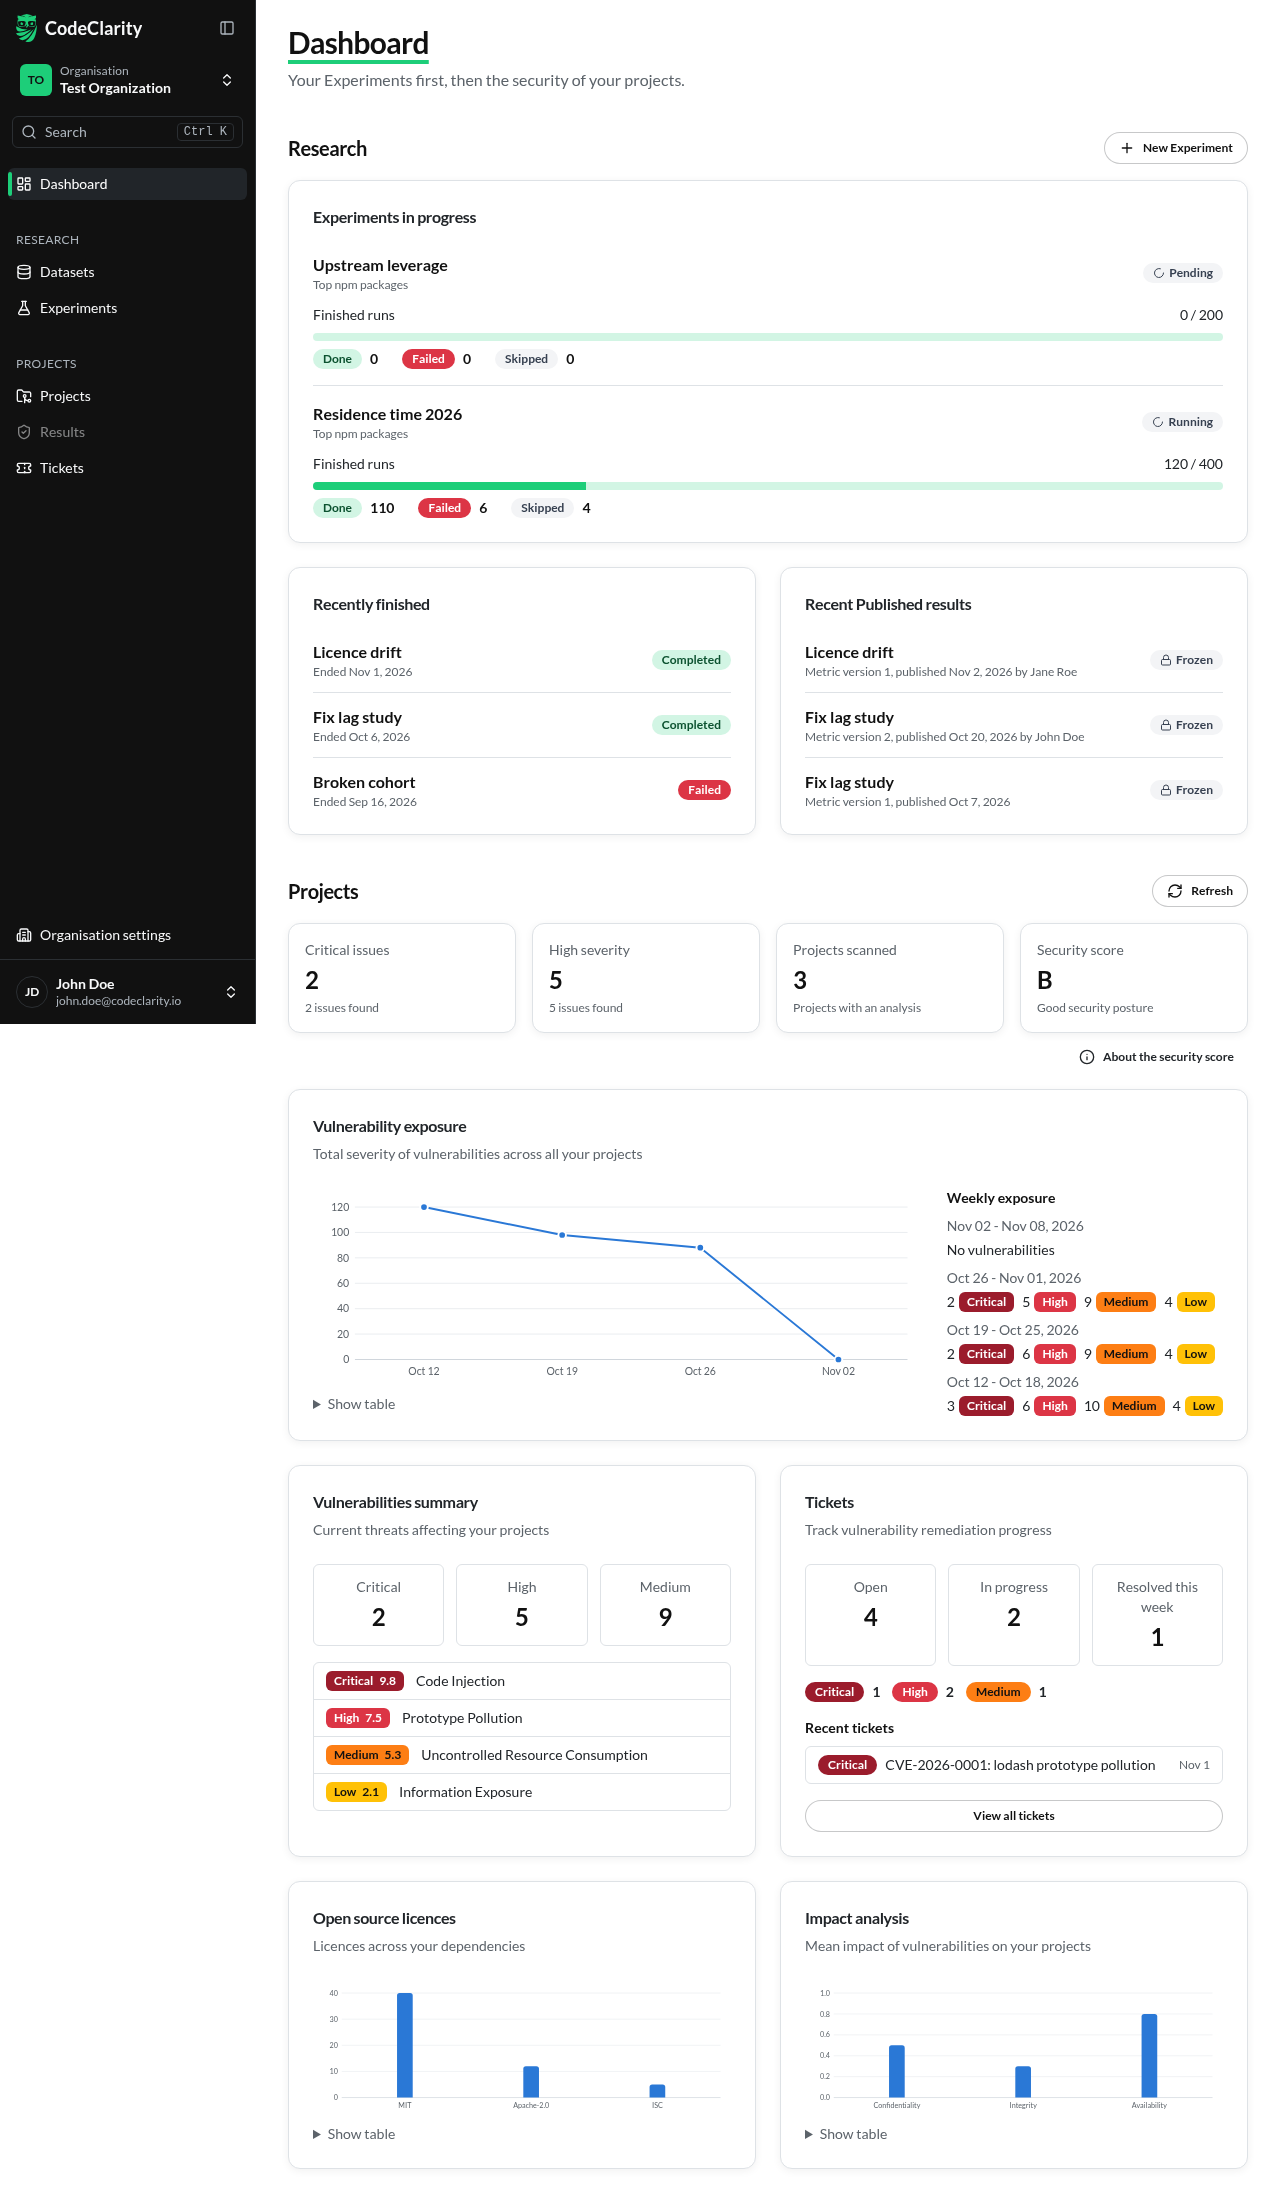 CodeClarity
TO
Organisation
Test Organization
Search
Ctrl K
Dashboard
RESEARCH
Datasets
Experiments
PROJECTS
Projects
Results
Tickets
Organisation settings
JD
John Doe
john.doe@codeclarity.io
Dashboard
Your Experiments first, then the security of your projects.
Research
New Experiment
Experiments in progress
Upstream leverage
Top npm packages
Pending
Finished runs
0 / 200
Done 0 Failed 0 Skipped 0
Residence time 2026
Top npm packages
Running
Finished runs
120 / 400
Done 110 Failed 6 Skipped 4
Recently finished
Licence drift
Ended Nov 1, 2026
Completed
Fix lag study
Ended Oct 6, 2026
Completed
Broken cohort
Ended Sep 16, 2026
Failed
Recent Published results
Licence drift
Metric version 1, published Nov 2, 2026 by Jane Roe
Frozen
Fix lag study
Metric version 2, published Oct 20, 2026 by John Doe
Frozen
Fix lag study
Metric version 1, published Oct 7, 2026
Frozen
Projects
Refresh
Critical issues
2
2 issues found
High severity
5
5 issues found
Projects scanned
3
Projects with an analysis
Security score
B
Good security posture
About the security score
Vulnerability exposure
Total severity of vulnerabilities across all your projects
120
100
80
60
40
20
0
Oct 12 Oct 19 Oct 26 Nov 02
Show table
Weekly exposure
Nov 02 - Nov 08, 2026
No vulnerabilities
Oct 26 - Nov 01, 2026
2 Critical 5 High 9 Medium 4 Low
Oct 19 - Oct 25, 2026
2 Critical 6 High 9 Medium 4 Low
Oct 12 - Oct 18, 2026
3 Critical 6 High 10 Medium 4 Low
Vulnerabilities summary
Current threats affecting your projects
Critical
2
High
5
Medium
9
Critical 9.8 Code Injection
High 7.5 Prototype Pollution
Medium 5.3 Uncontrolled Resource Consumption
Low 2.1 Information Exposure
Tickets
Track vulnerability remediation progress
Open
4
In progress
2
Resolved this
week
1
Critical 1 High 2 Medium 1
Recent tickets
Critical CVE-2026-0001: lodash prototype pollution Nov 1
View all tickets
Open source licences
Licences across your dependencies
40
30
20
10
0
MIT Apache-2.0 ISC
Show table
Impact analysis
Mean impact of vulnerabilities on your projects
1.0
0.8
0.6
0.4
0.2
0.0
Confidentiality Integrity Availability
Show table